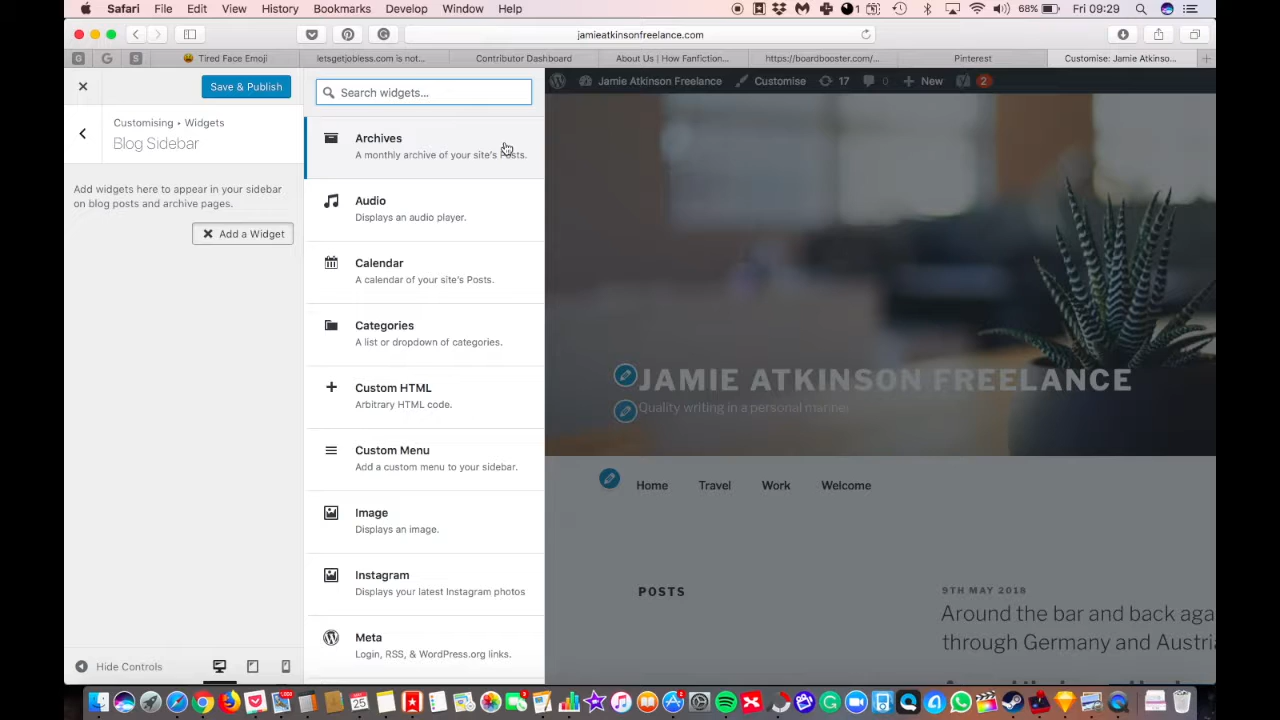 Safari File Edit View History Bookmarks Develop Window Help 1 68% Fri 09:29
jamieatkinsonfreelance.com
Tired Face Emoji letsgetjobless.com is not... Contributor Dashboard About Us | How Fanfiction... https://boardbooster.com/... Pinterest Customise: Jamie Atkinso...
Save & Publish
Search widgets...
Jamie Atkinson Freelance Customise 17 0 New 2
Customising • Widgets
Blog Sidebar
Add widgets here to appear in your sidebar
on blog posts and archive pages.
Add a Widget
Archives
A monthly archive of your site's Posts.
Audio
Displays an audio player.
Calendar
A calendar of your site's Posts.
Categories
A list or dropdown of categories.
Custom HTML
Arbitrary HTML code.
Custom Menu
Add a custom menu to your sidebar.
Image
Displays an image.
Instagram
Displays your latest Instagram photos
Meta
Login, RSS, & WordPress.org links.
JAMIE ATKINSON FREELANCE
Quality writing in a personal manner
Home Travel Work Welcome
POSTS
9TH MAY 2018
Around the bar and back aga
through Germany and Austria
Hide Controls